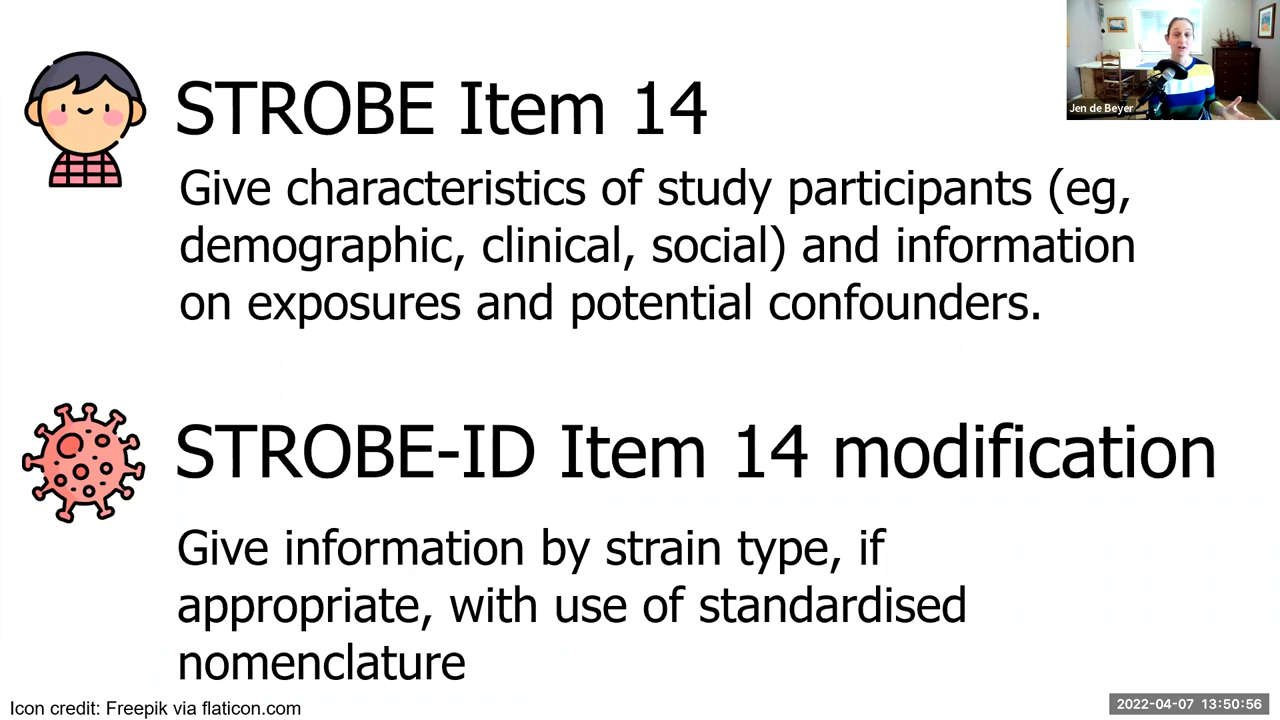 Jen de Beyer
STROBE Item 14
Give characteristics of study participants (eg,
demographic, clinical, social) and information
on exposures and potential confounders.
STROBE-ID Item 14 modification
Give information by strain type, if
appropriate, with use of standardised
nomenclature
Icon credit: Freepik via flaticon.com
2022-04-07 13:50:56